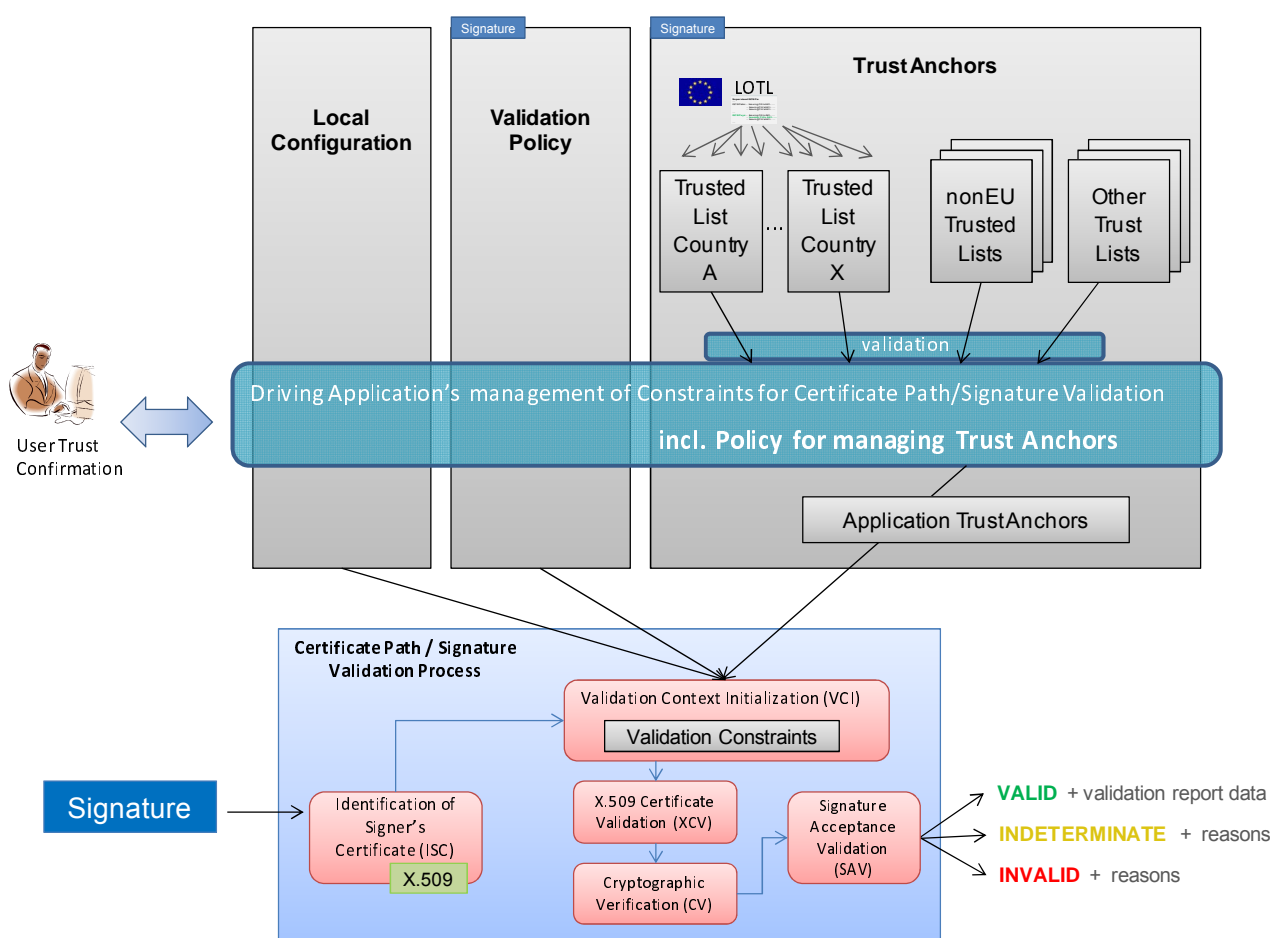 Signature
Signature
Local
Configuration
Validation
Policy
Trust Anchors
LOTL
Trusted
List
Country
A
...
Trusted
List
Country
X
nonEU
Trusted
Lists
Other
Trust
Lists
validation
Driving Application's management of Constraints for Certificate Path/Signature Validation
incl. Policy for managing Trust Anchors
User Trust
Confirmation
Application Trust Anchors
Certificate Path / Signature
Validation Process
Validation Context Initialization (VCI)
Validation Constraints
Signature
Identification of
Signer's
Certificate (ISC)
X.509
X.509 Certificate
Validation (XCV)
Cryptographic
Verification (CV)
Signature
Acceptance
Validation
(SAV)
VALID + validation report data
INDETERMINATE + reasons
INVALID + reasons